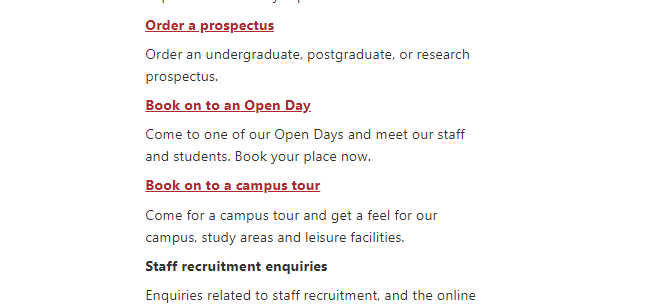 Order a prospectus
Order an undergraduate, postgraduate, or research
prospectus.
Book on to an Open Day
Come to one of our Open Days and meet our staff
and students. Book your place now.
Book on to a campus tour
Come for a campus tour and get a feel for our
campus, study areas and leisure facilities.
Staff recruitment enquiries
Enquiries related to staff recruitment, and the online